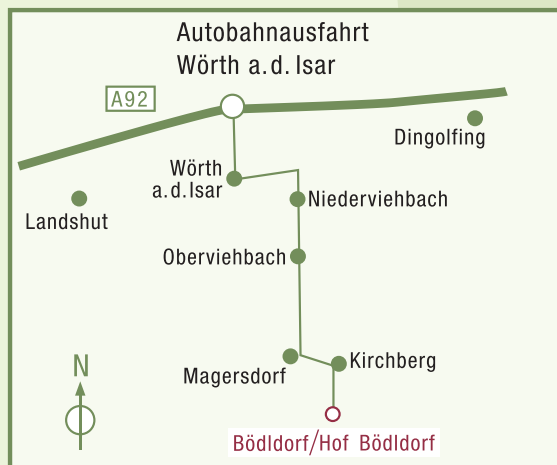 Autobahnausfahrt
Wörth a.d. Isar
A92
Dingolfing
Wörth
a.d.Isar
Niederviehbach
Landshut
Oberviehbach
N
Kirchberg
Magersdorf
Bödldorf/Hof Bödldorf